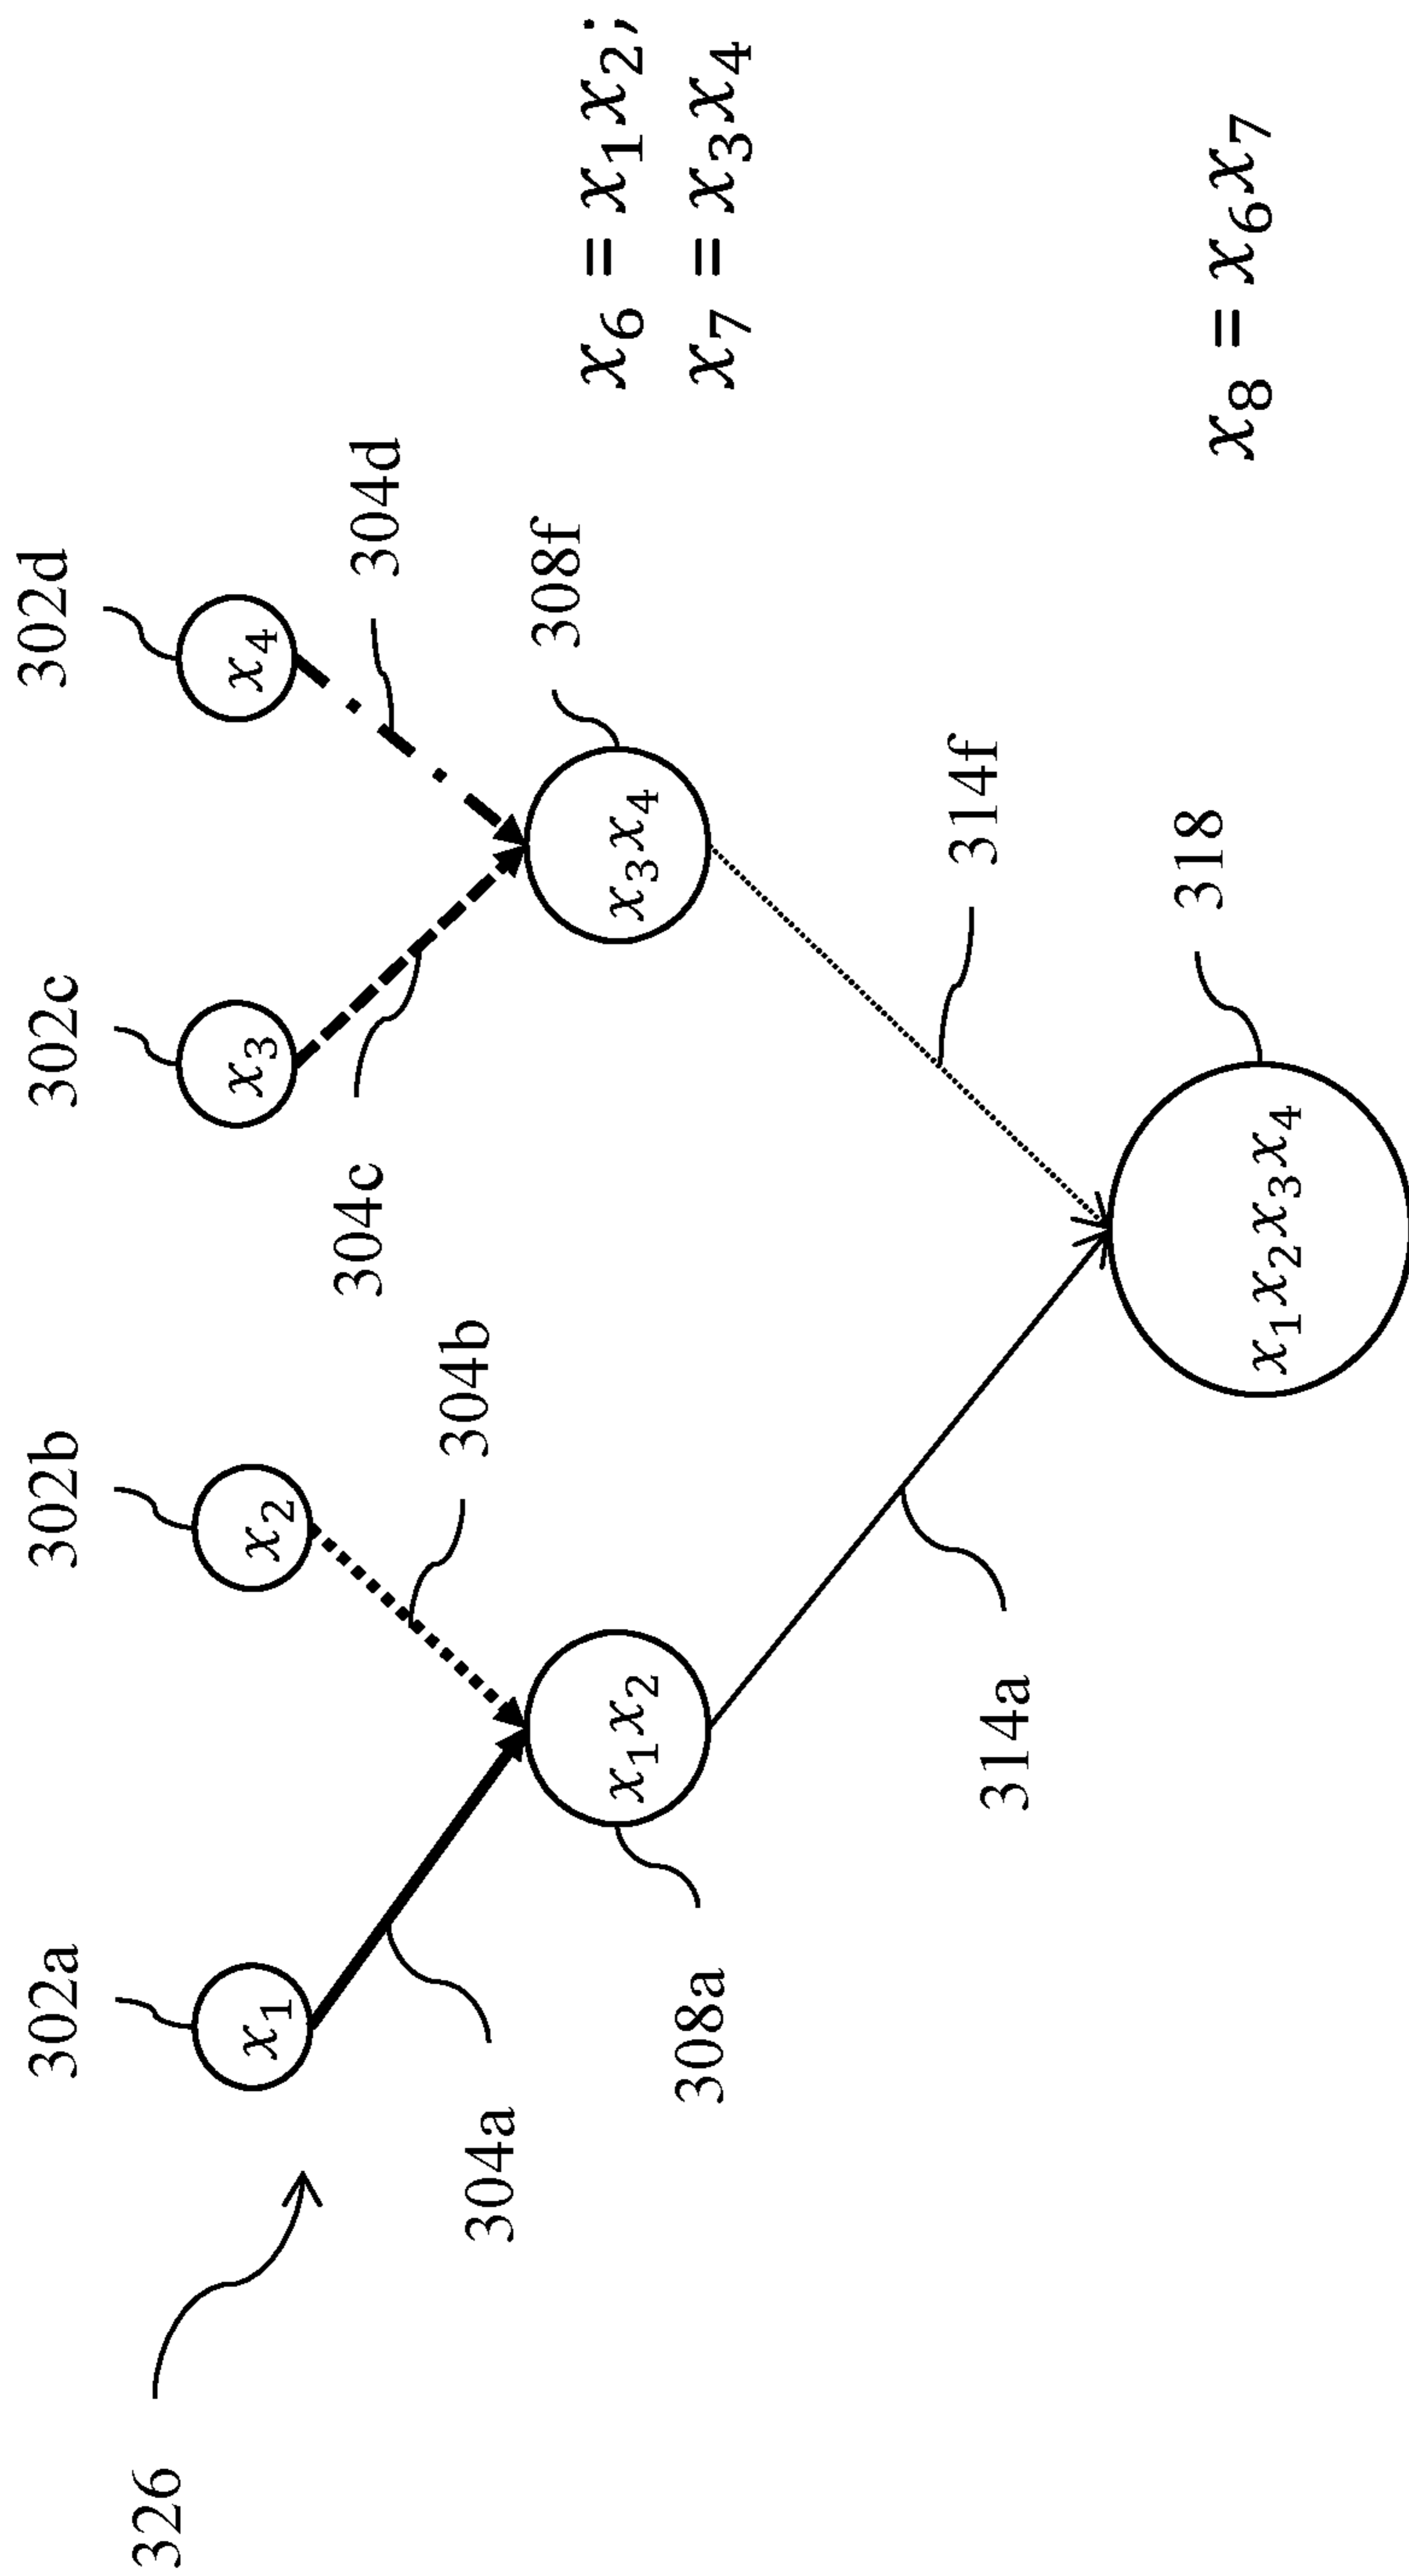 326
302a
302b
302c
302d
x₁
x₂
x₃
x₄
304a
304b
304c
304d
308a
x₁x₂
x₃x₄
308f
x₆ = x₁x₂;
x₇ = x₃x₄
314a
314f
x₁x₂x₃x₄
318
x₈ = x₆x₇